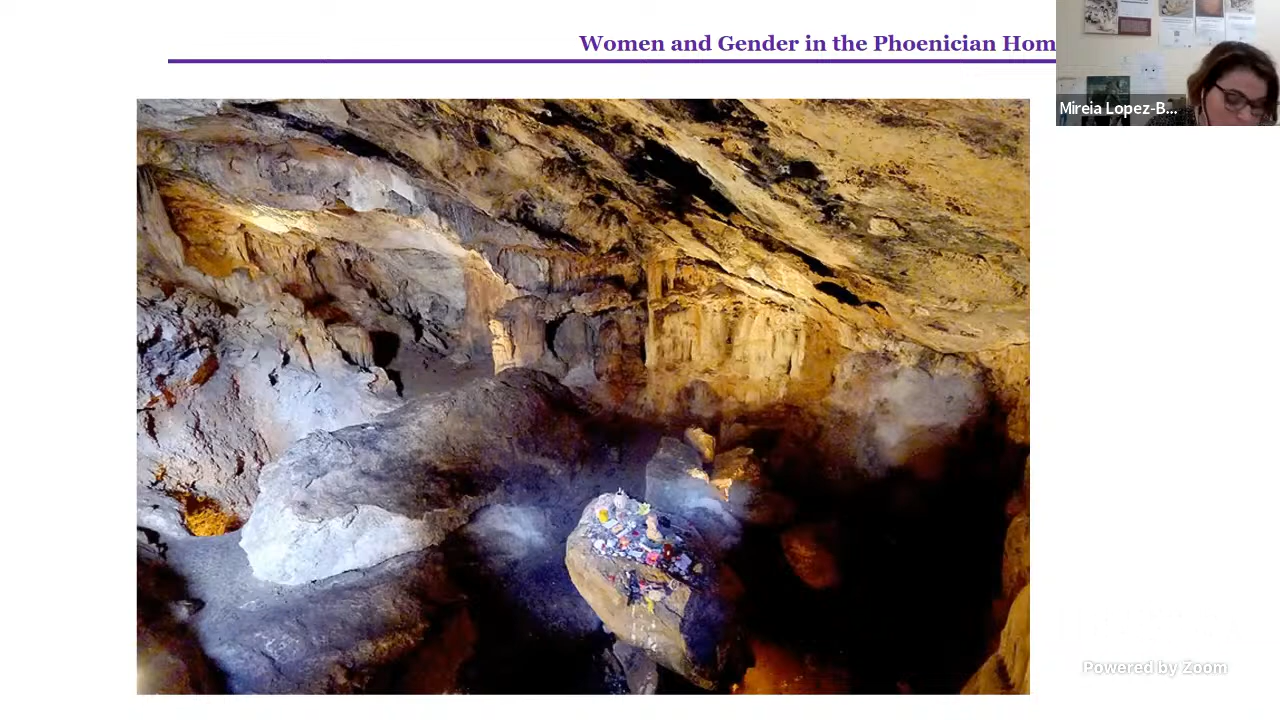 Women and Gender in the Phoenician Hom
Mireia Lopez-B...
Powered by Zoom